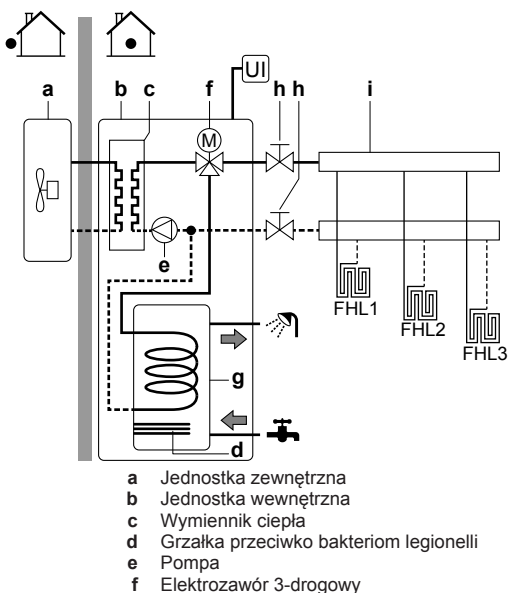 UI
a b c f h h i
M
e
FHL1
FHL2
FHL3
g
d
a Jednostka zewnętrzna
b Jednostka wewnętrzna
c Wymiennik ciepła
d Grzałka przeciwko bakteriom legionelli
e Pompa
f Elektrozawór 3-drogowy